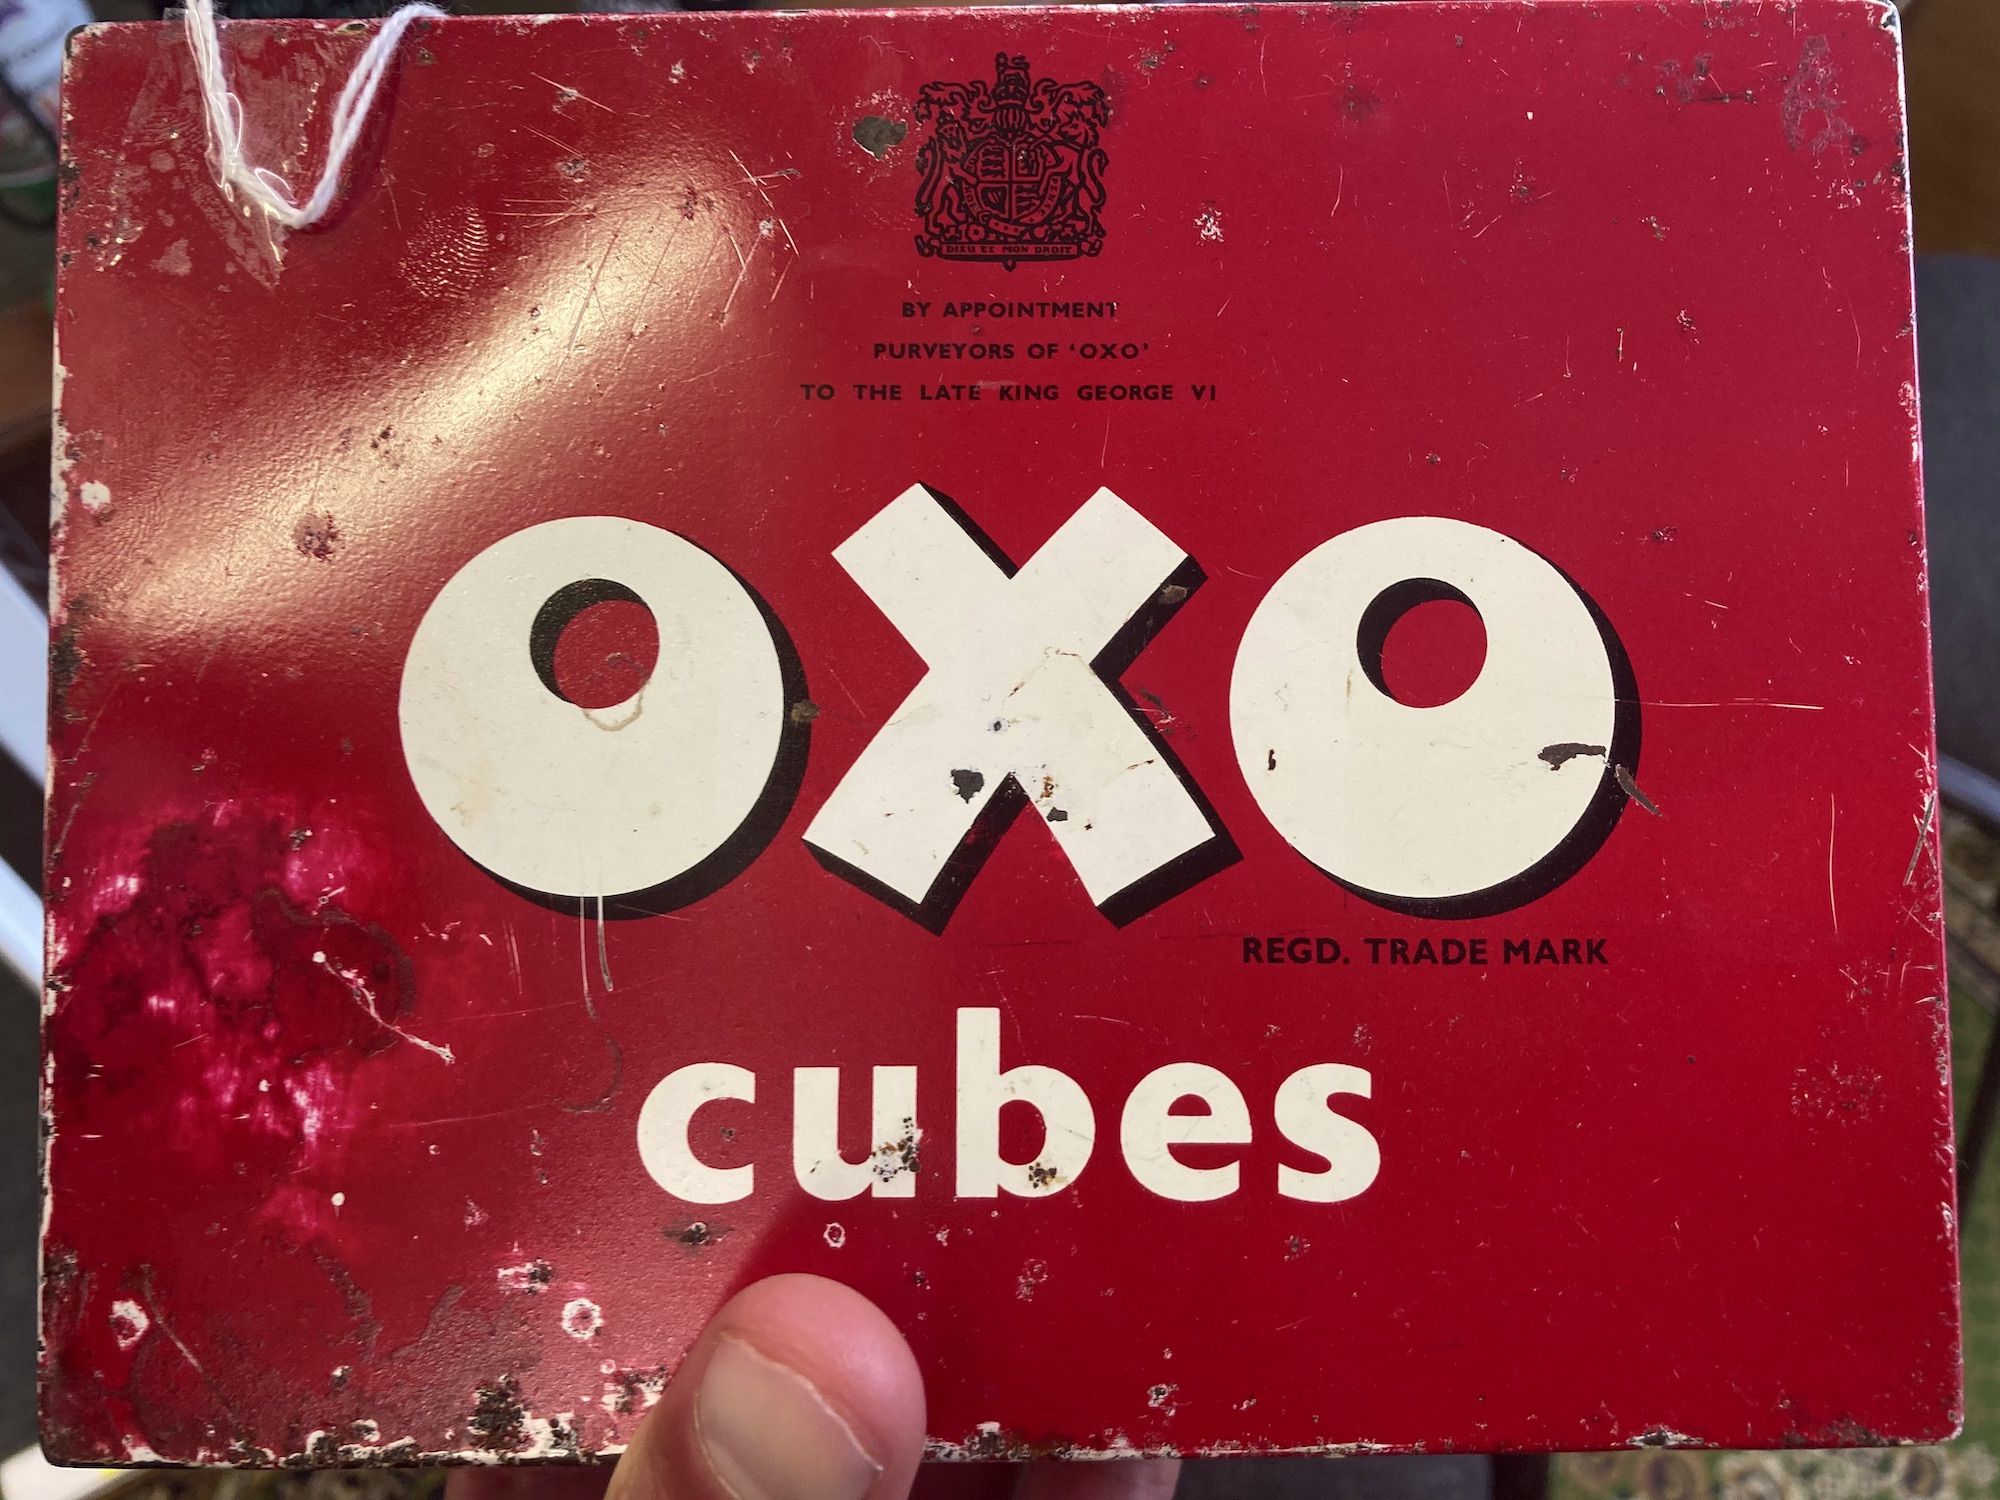 DIEU ET MON DROIT
BY APPOINTMENT
PURVEYORS OF ‘OXO’
TO THE LATE KING GEORGE VI
OXO
REGD. TRADE MARK
cubes